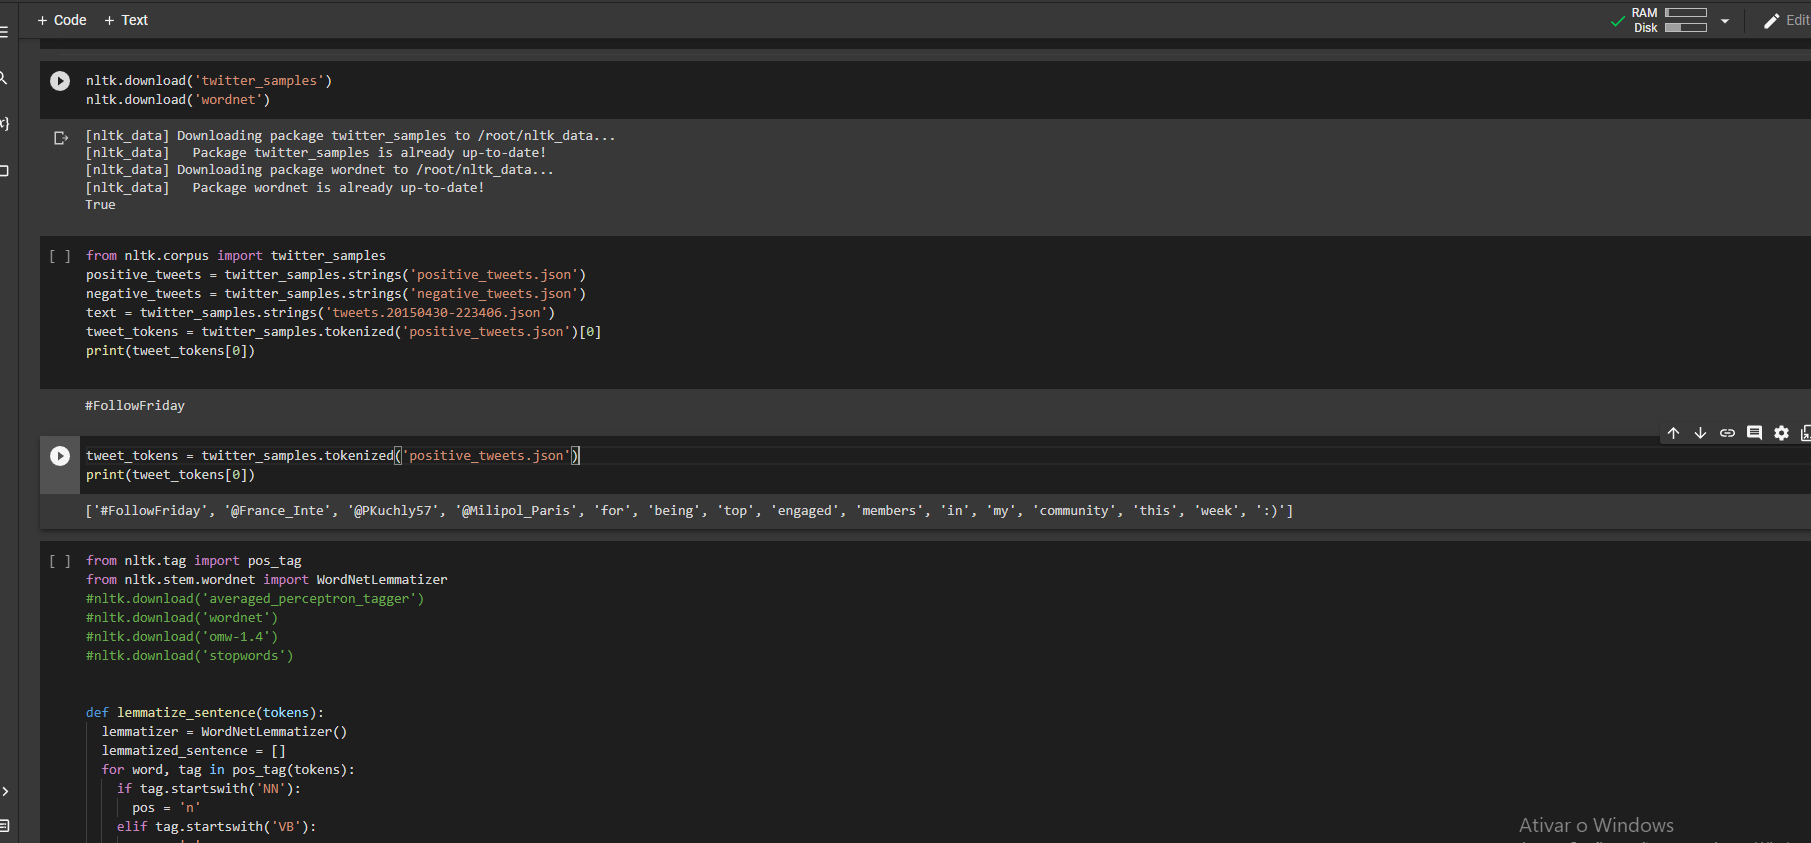 + Code + Text
RAM
Disk
Edit
nltk.download('twitter_samples')
nltk.download('wordnet')
[nltk_data] Downloading package twitter_samples to /root/nltk_data...
[nltk_data]   Package twitter_samples is already up-to-date!
[nltk_data] Downloading package wordnet to /root/nltk_data...
[nltk_data]   Package wordnet is already up-to-date!
True
[ ] from nltk.corpus import twitter_samples
positive_tweets = twitter_samples.strings('positive_tweets.json')
negative_tweets = twitter_samples.strings('negative_tweets.json')
text = twitter_samples.strings('tweets.20150430-223406.json')
tweet_tokens = twitter_samples.tokenized('positive_tweets.json')[0]
print(tweet_tokens[0])
#FollowFriday
tweet_tokens = twitter_samples.tokenized('positive_tweets.json')
print(tweet_tokens[0])
['#FollowFriday', '@France_Inte', '@PKuchly57', '@Milipol_Paris', 'for', 'being', 'top', 'engaged', 'members', 'in', 'my', 'community', 'this', 'week', ':)']
[ ] from nltk.tag import pos_tag
from nltk.stem.wordnet import WordNetLemmatizer
#nltk.download('averaged_perceptron_tagger')
#nltk.download('wordnet')
#nltk.download('omw-1.4')
#nltk.download('stopwords')
def lemmatize_sentence(tokens):
  lemmatizer = WordNetLemmatizer()
  lemmatized_sentence = []
  for word, tag in pos_tag(tokens):
    if tag.startswith('NN'):
      pos = 'n'
    elif tag.startswith('VB'):
Ativar o Windows